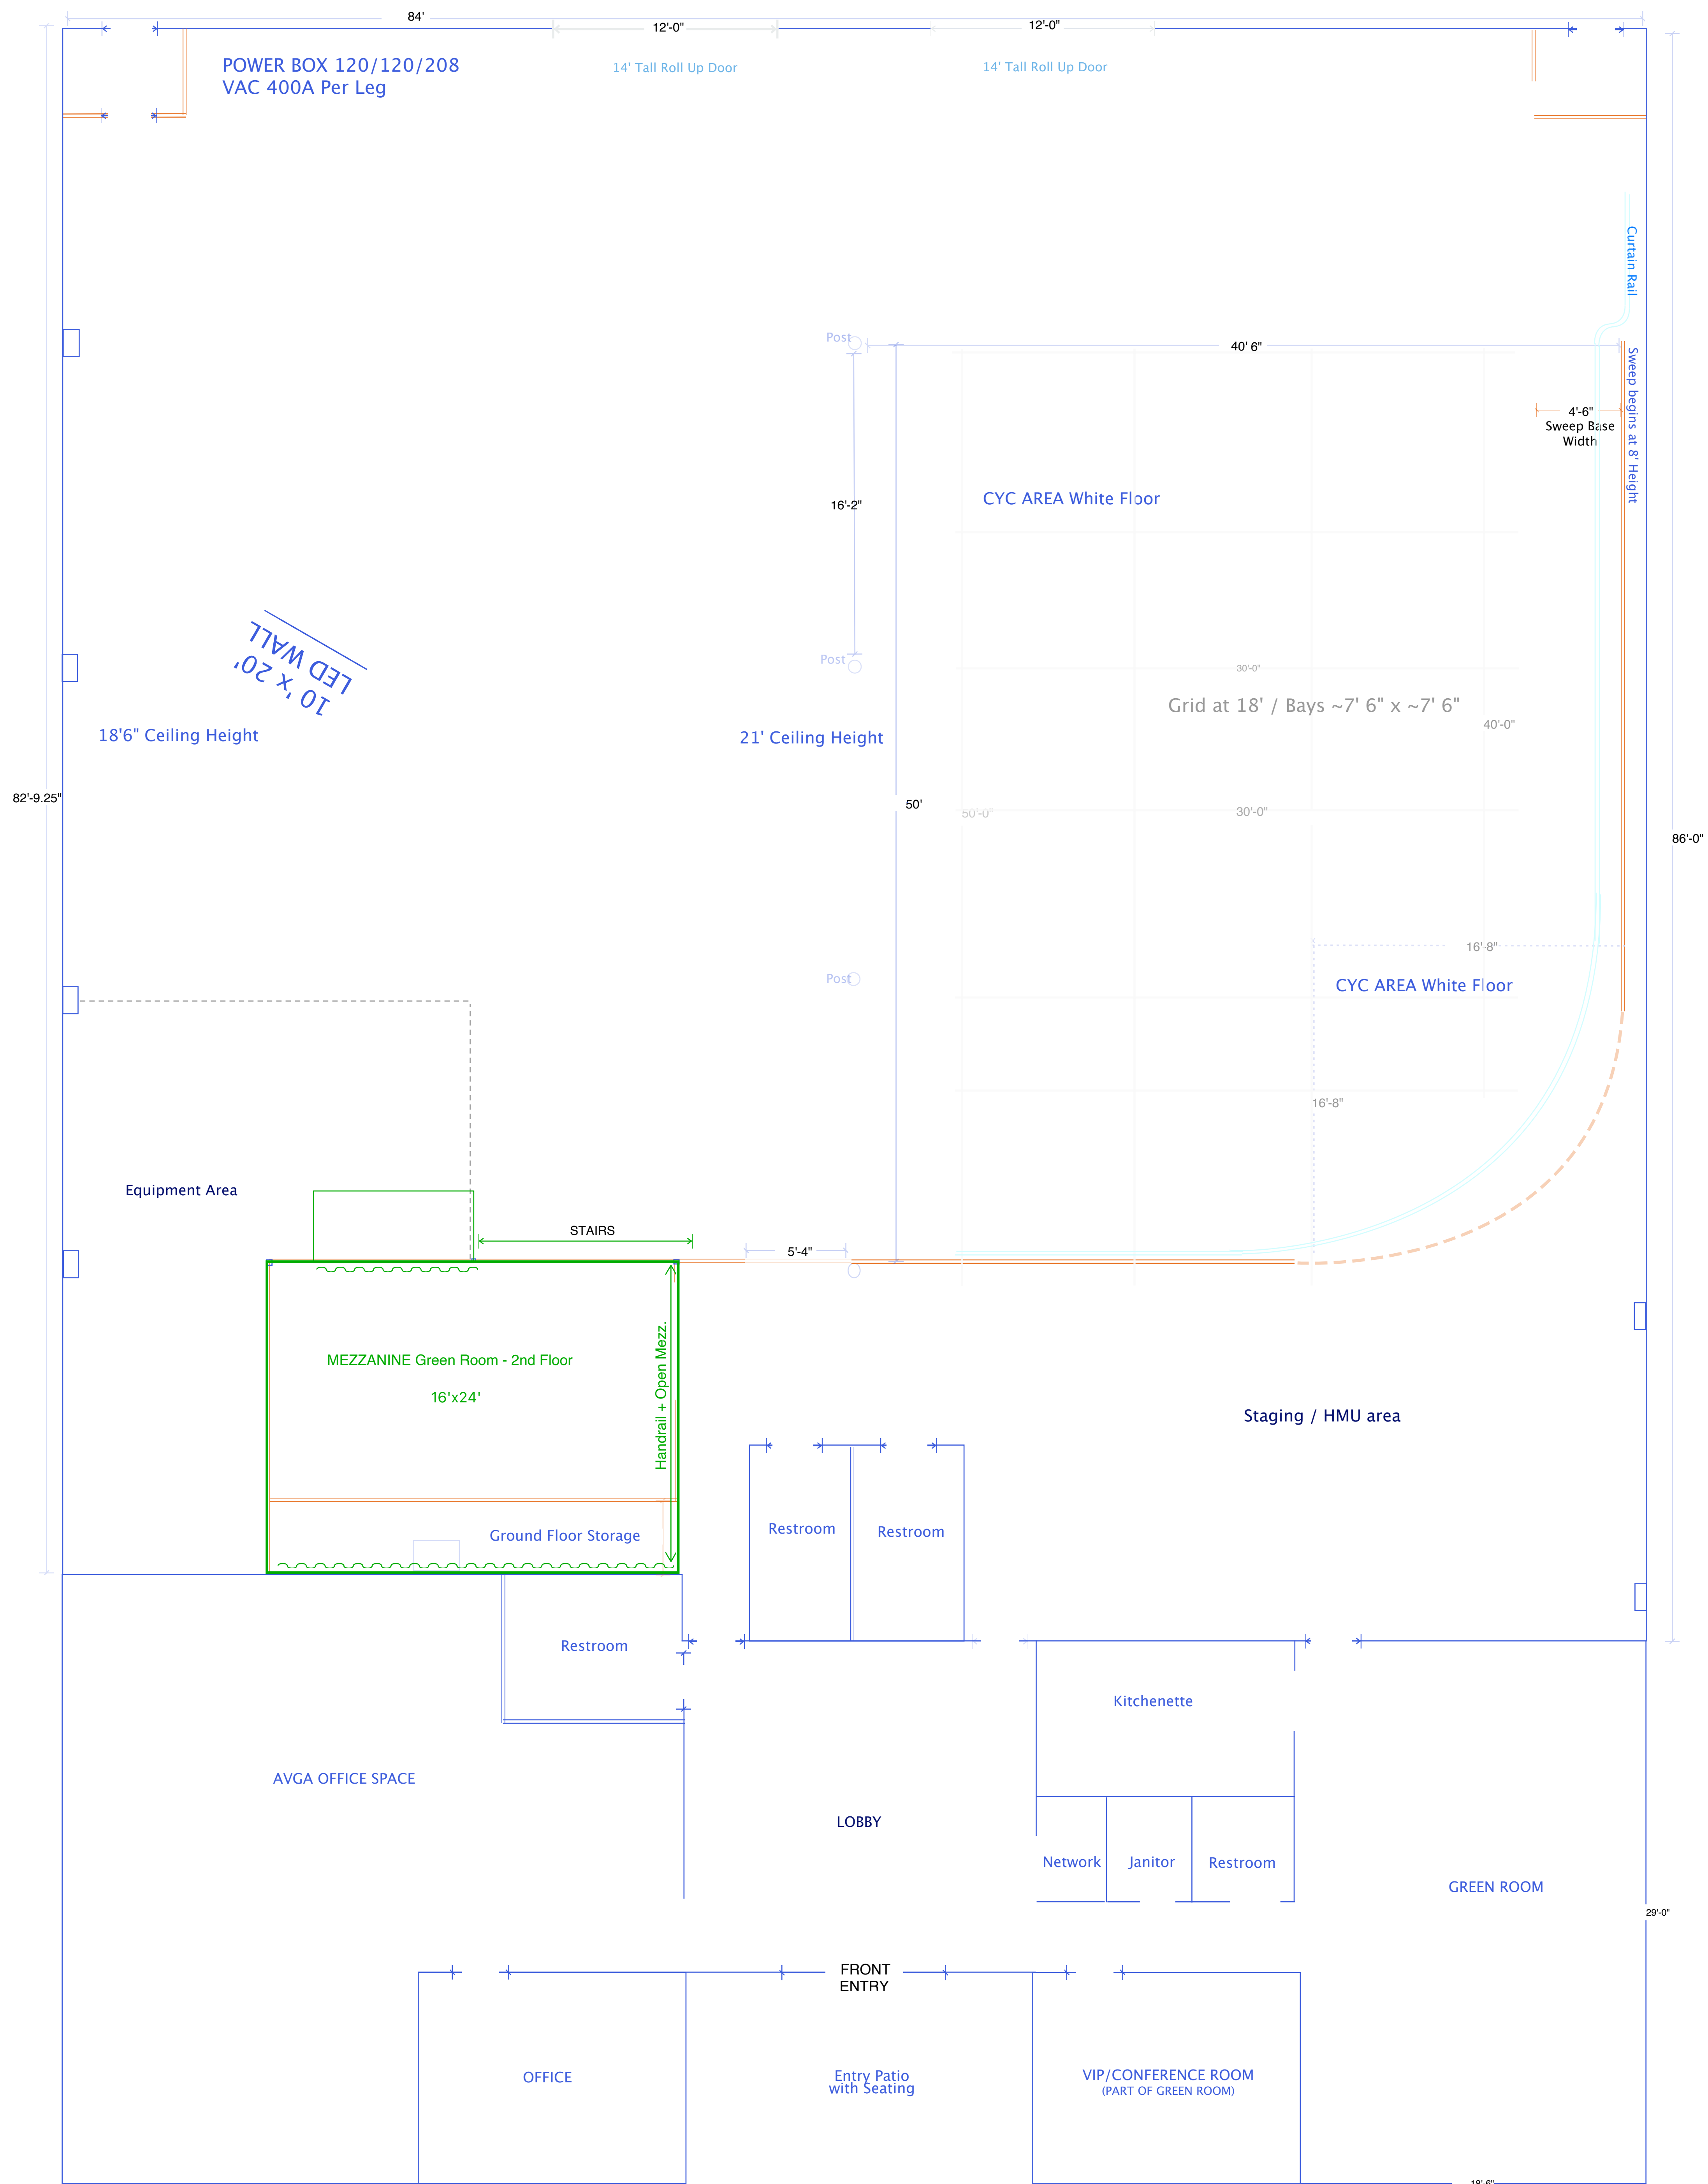 84'
12'-0"
12'-0"
POWER BOX 120/120/208
VAC 400A Per Leg
14' Tall Roll Up Door
14' Tall Roll Up Door
Curtain Rail
Post
40' 6"
Sweep begins at 8' Height
4'-6"
Sweep Base
Width
CYC AREA White Floor
16'-2"
10 'x 20'
LED WALL
Post
30'-0"
Grid at 18' / Bays ~7' 6" x ~7' 6"
40'-0"
18'6" Ceiling Height
21' Ceiling Height
82'-9.25"
50'
50'-0"
30'-0"
86'-0"
16'-8"
Post
CYC AREA White Floor
16'-8"
Equipment Area
STAIRS
5'-4"
MEZZANINE Green Room - 2nd Floor
16'x24'
Handrail + Open Mezz.
Staging / HMU area
Ground Floor Storage
Restroom
Restroom
Restroom
Kitchenette
AVGA OFFICE SPACE
LOBBY
Network
Janitor
Restroom
GREEN ROOM
29'-0"
FRONT
ENTRY
OFFICE
Entry Patio
with Seating
VIP/CONFERENCE ROOM
(PART OF GREEN ROOM)
18'-6"